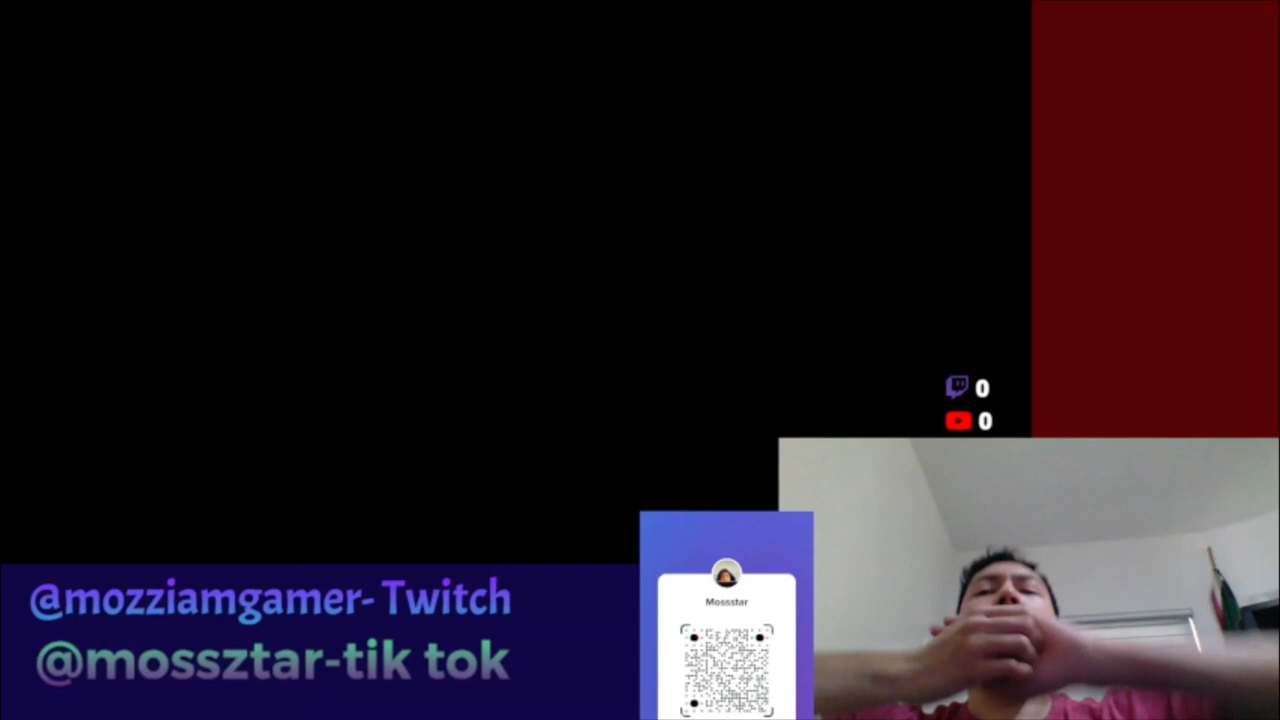 0
0
@mozziamgamer- Twitch
Mossstar
@mossztar-tik tok